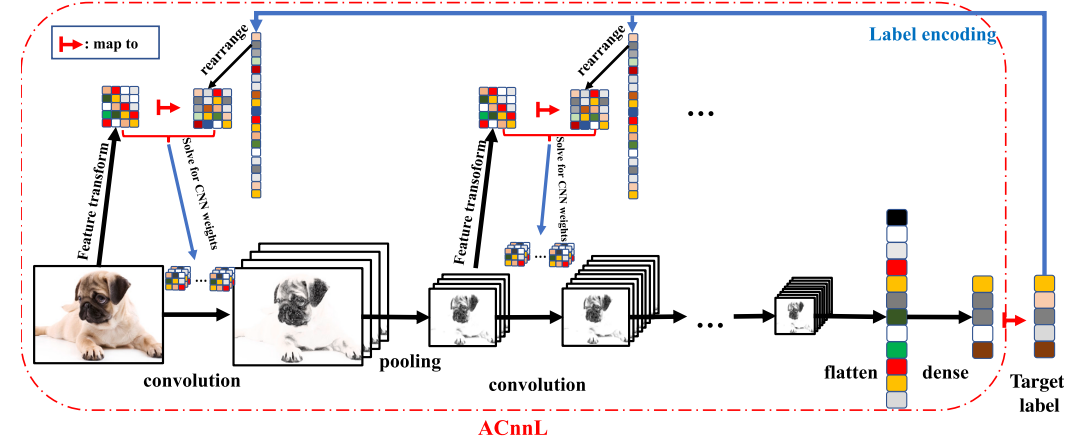 Label encoding
: map to
rearrange
rearrange
...
Feature transform
Solve for CNN weights
Feature transoform
Solve for CNN weights
...
...
convolution
pooling
convolution
...
flatten
dense
Target
label
ACnnL